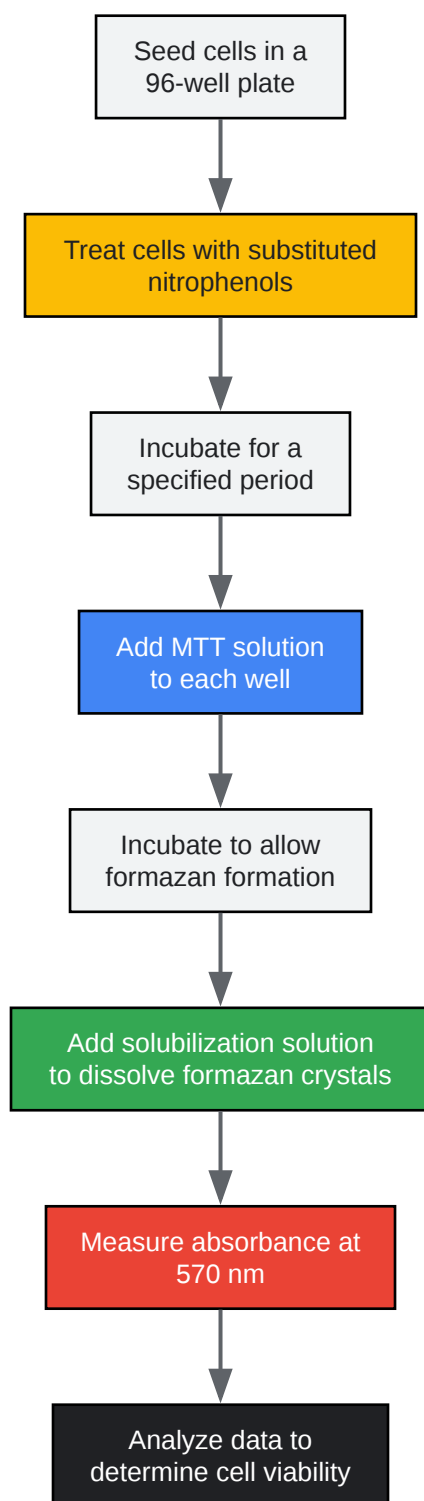 Seed cells in a
96-well plate
Treat cells with substituted
nitrophenols
Incubate for a
specified period
Add MTT solution
to each well
Incubate to allow
formazan formation
Add solubilization solution
to dissolve formazan crystals
Measure absorbance at
570 nm
Analyze data to
determine cell viability